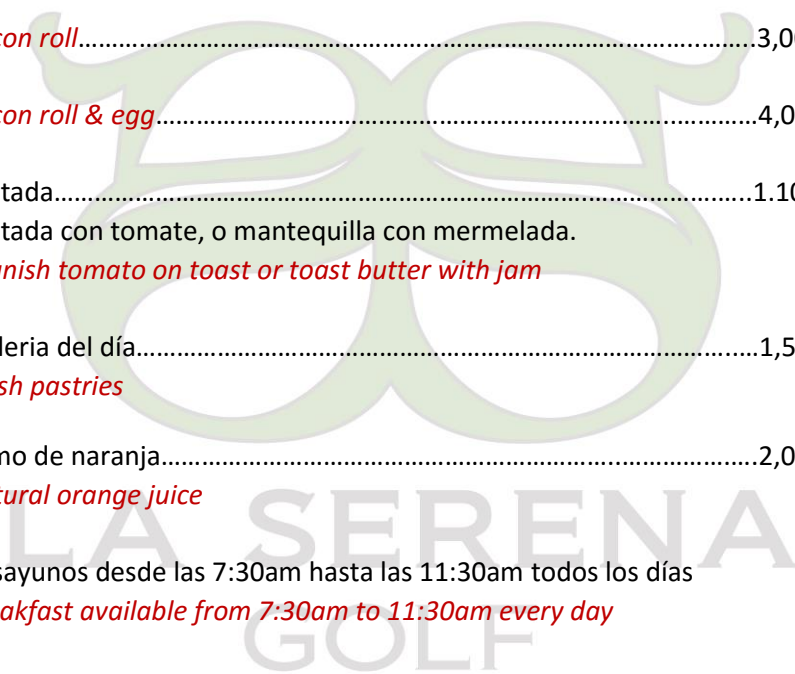 con roll……………………………………………………………………………3,0
con roll & egg……………………………………………………………………4,0
tada………………………………………………………………………………1.10
tada con tomate, o mantequilla con mermelada.
nish tomato on toast or toast butter with jam
leria del día………………………………………………………………………1,5
sh pastries
no de naranja……………………………………………………………………2,0
tural orange juice
LA SERENA
sayunos desde las 7:30am hasta las 11:30am todos los días
akfast available from 7:30am to 11:30am every day
GOLF